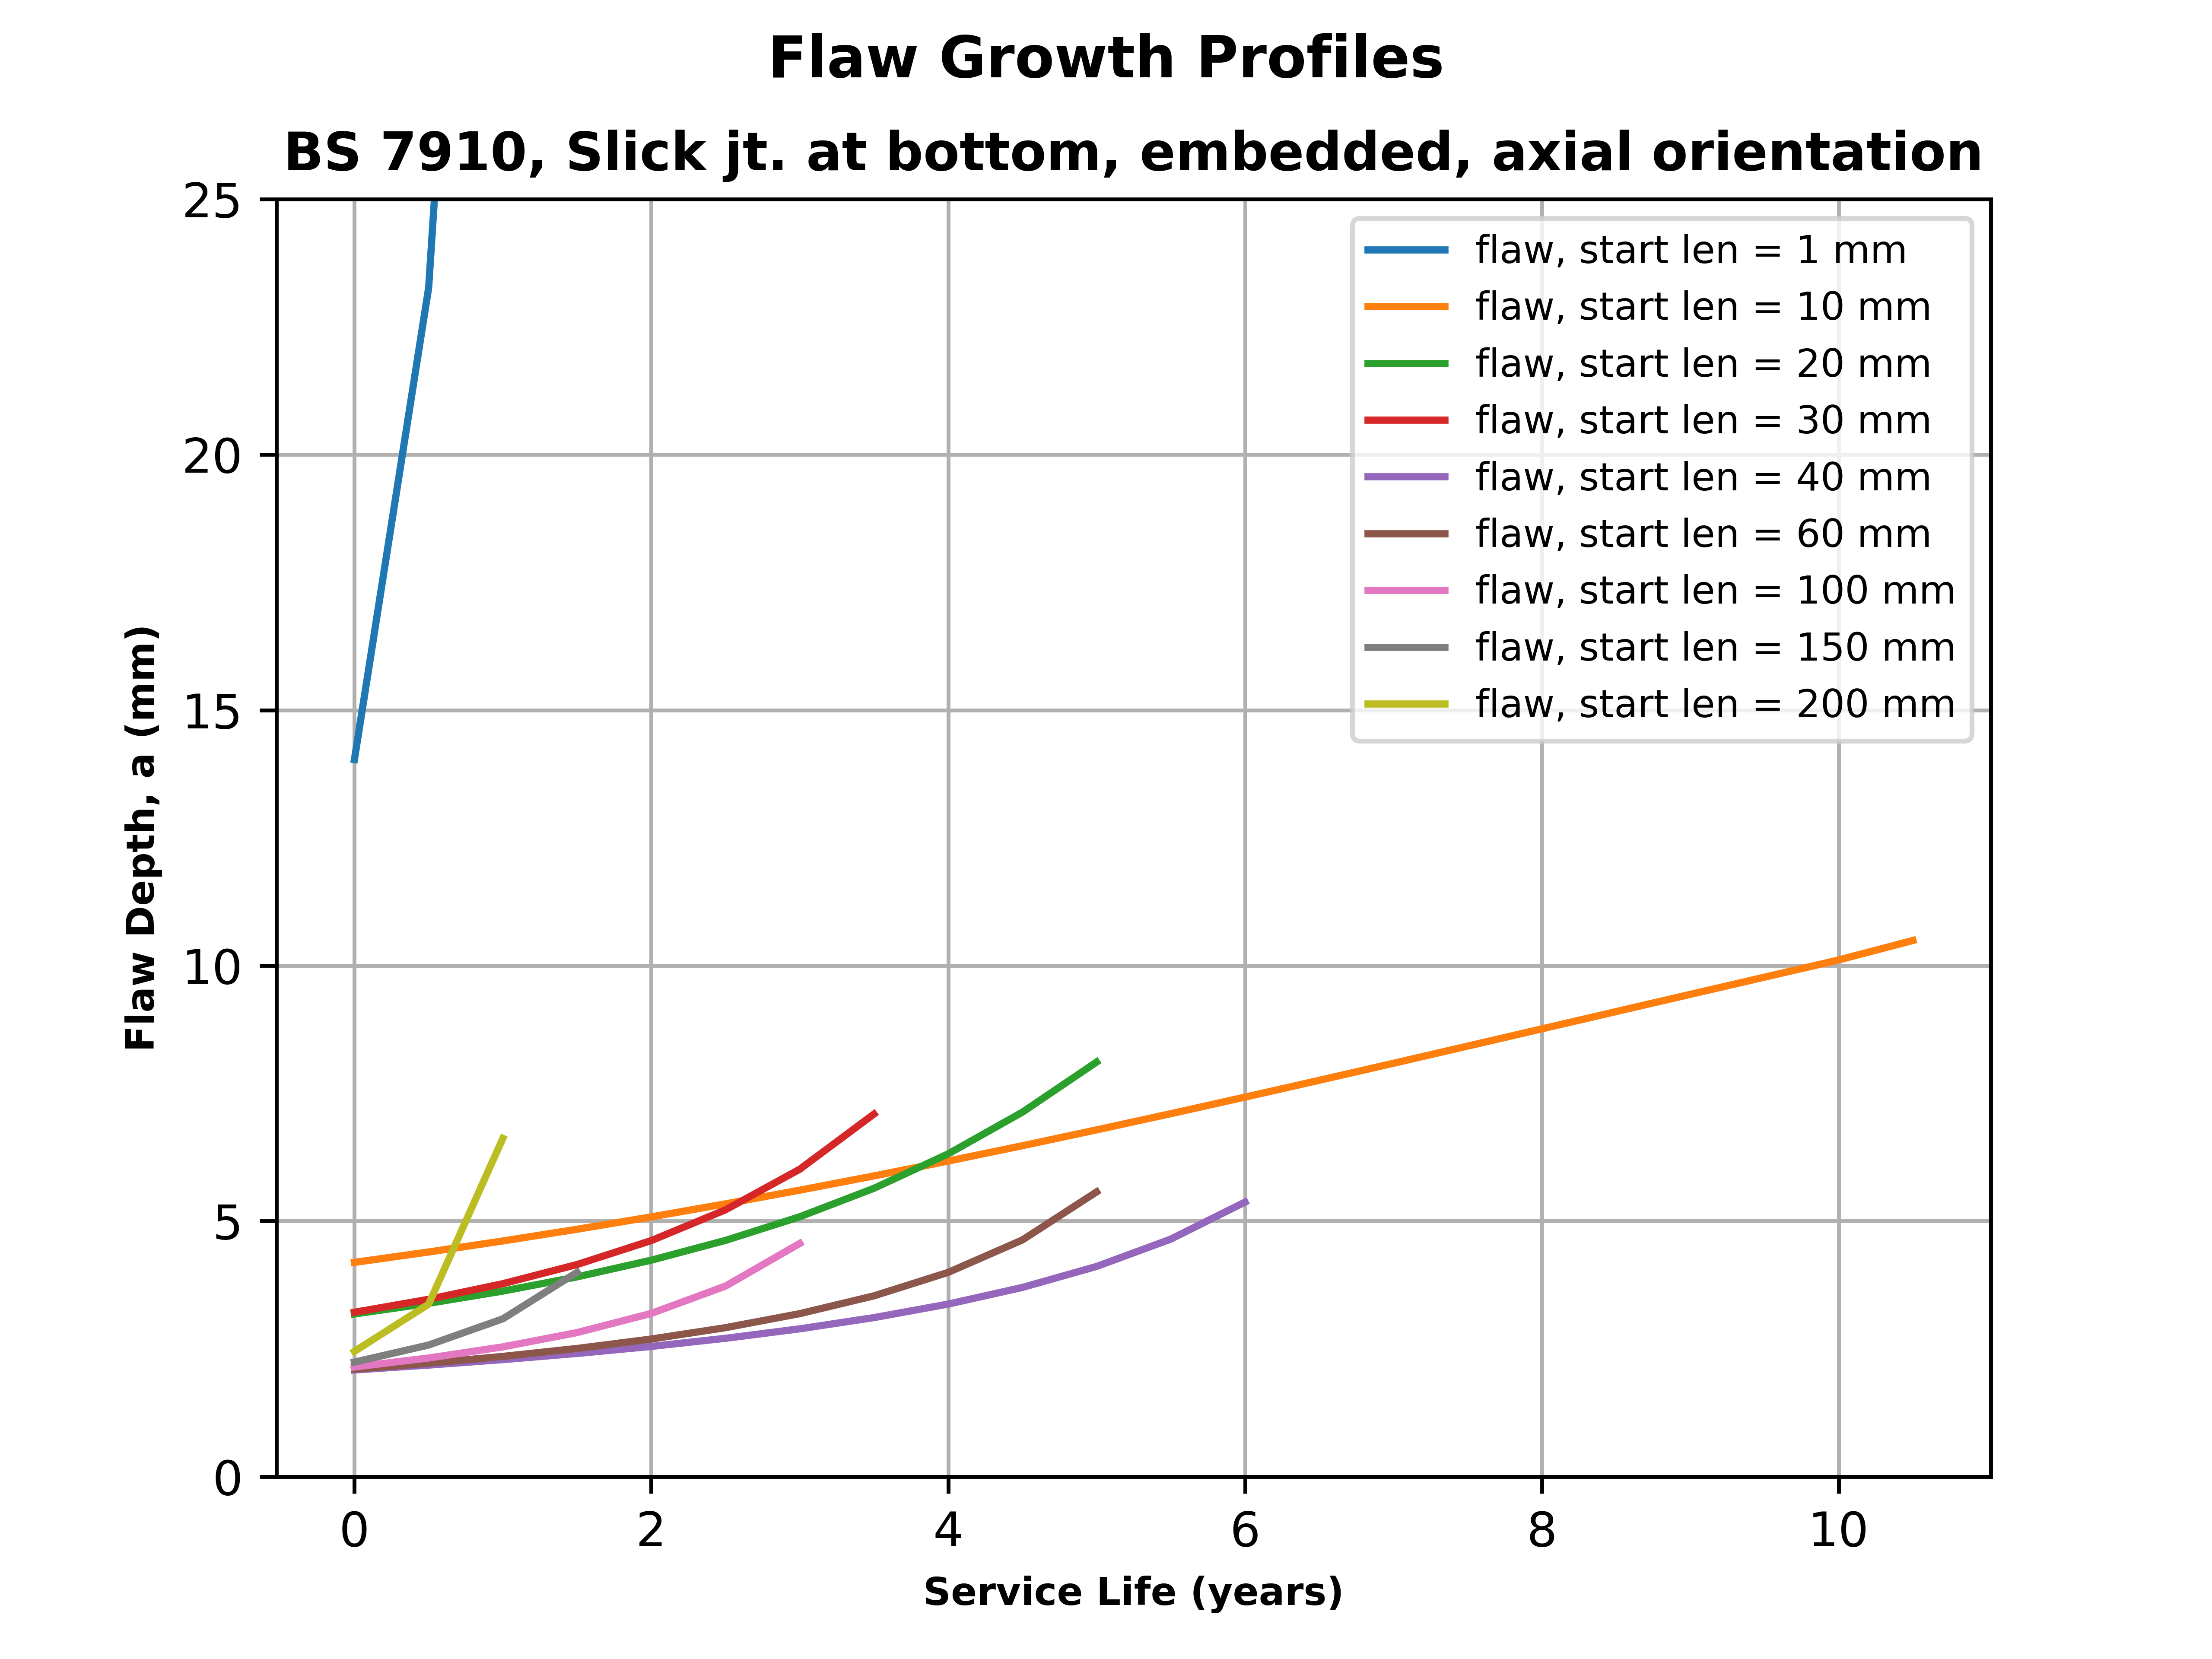 Flaw Growth Profiles
BS 7910, Slick jt. at bottom, embedded, axial orientation
25
20
15
10
5
0
Flaw Depth, a (mm)
flaw, start len = 1 mm
flaw, start len = 10 mm
flaw, start len = 20 mm
flaw, start len = 30 mm
flaw, start len = 40 mm
flaw, start len = 60 mm
flaw, start len = 100 mm
flaw, start len = 150 mm
flaw, start len = 200 mm
0 2 4 6 8 10
Service Life (years)